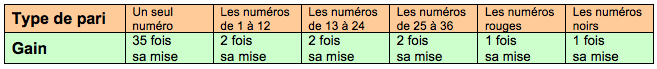 Type de pari
Un seul
numéro
Les numéros
de 1 à 12
Les numéros
de 13 à 24
Les numéros
de 25 à 36
Les numéros
rouges
Les numéros
noirs
Gain
35 fois
sa mise
2 fois
sa mise
2 fois
sa mise
2 fois
sa mise
1 fois
sa mise
1 fois
sa mise